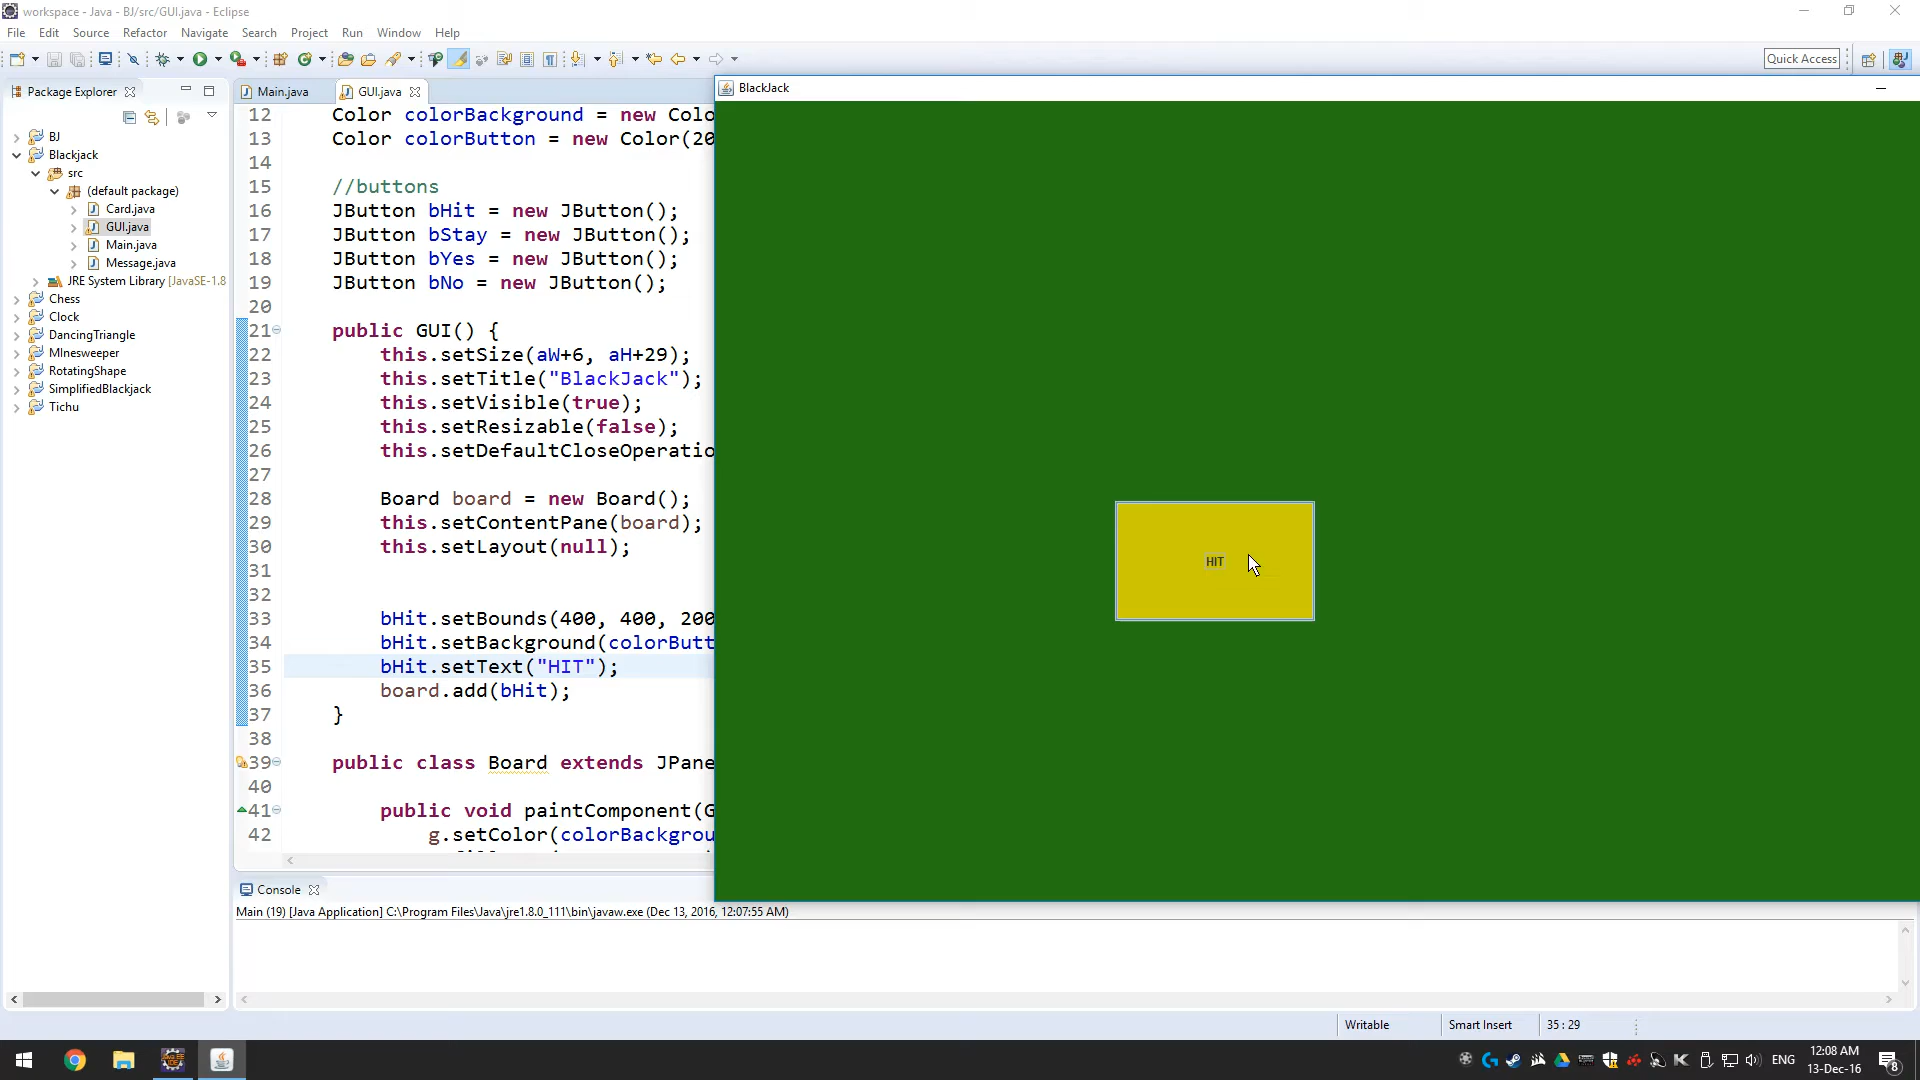 workspace - Java - BJ/src/GUI.java - Eclipse
File Edit Source Refactor Navigate Search Project Run Window Help
Quick Access
Package Explorer
Main.java GUI.java
BlackJack
BJ
Blackjack
src
(default package)
Card.java
GUI.java
Main.java
Message.java
JRE System Library [JavaSE-1.8
Chess
Clock
DancingTriangle
MInesweeper
RotatingShape
SimplifiedBlackjack
Tichu
12 Color colorBackground = new Colo
13 Color colorButton = new Color(20
14
15 //buttons
16 JButton bHit = new JButton();
17 JButton bStay = new JButton();
18 JButton bYes = new JButton();
19 JButton bNo = new JButton();
20
21 public GUI() {
22 this.setSize(aW+6, aH+29);
23 this.setTitle("BlackJack");
24 this.setVisible(true);
25 this.setResizable(false);
26 this.setDefaultCloseOperatio
27
28 Board board = new Board();
29 this.setContentPane(board);
30 this.setLayout(null);
31
32
33 bHit.setBounds(400, 400, 200
34 bHit.setBackground(colorButt
35 bHit.setText("HIT");
36 board.add(bHit);
37 }
38
39 public class Board extends JPane
40
41 public void paintComponent(G
42 g.setColor(colorBackgrou
HIT
Console
Main (19) [Java Application] C:\Program Files\Java\jre1.8.0_111\bin\javaw.exe (Dec 13, 2016, 12:07:55 AM)
Writable Smart Insert 35 : 29
ENG
12:08 AM
13-Dec-16
8